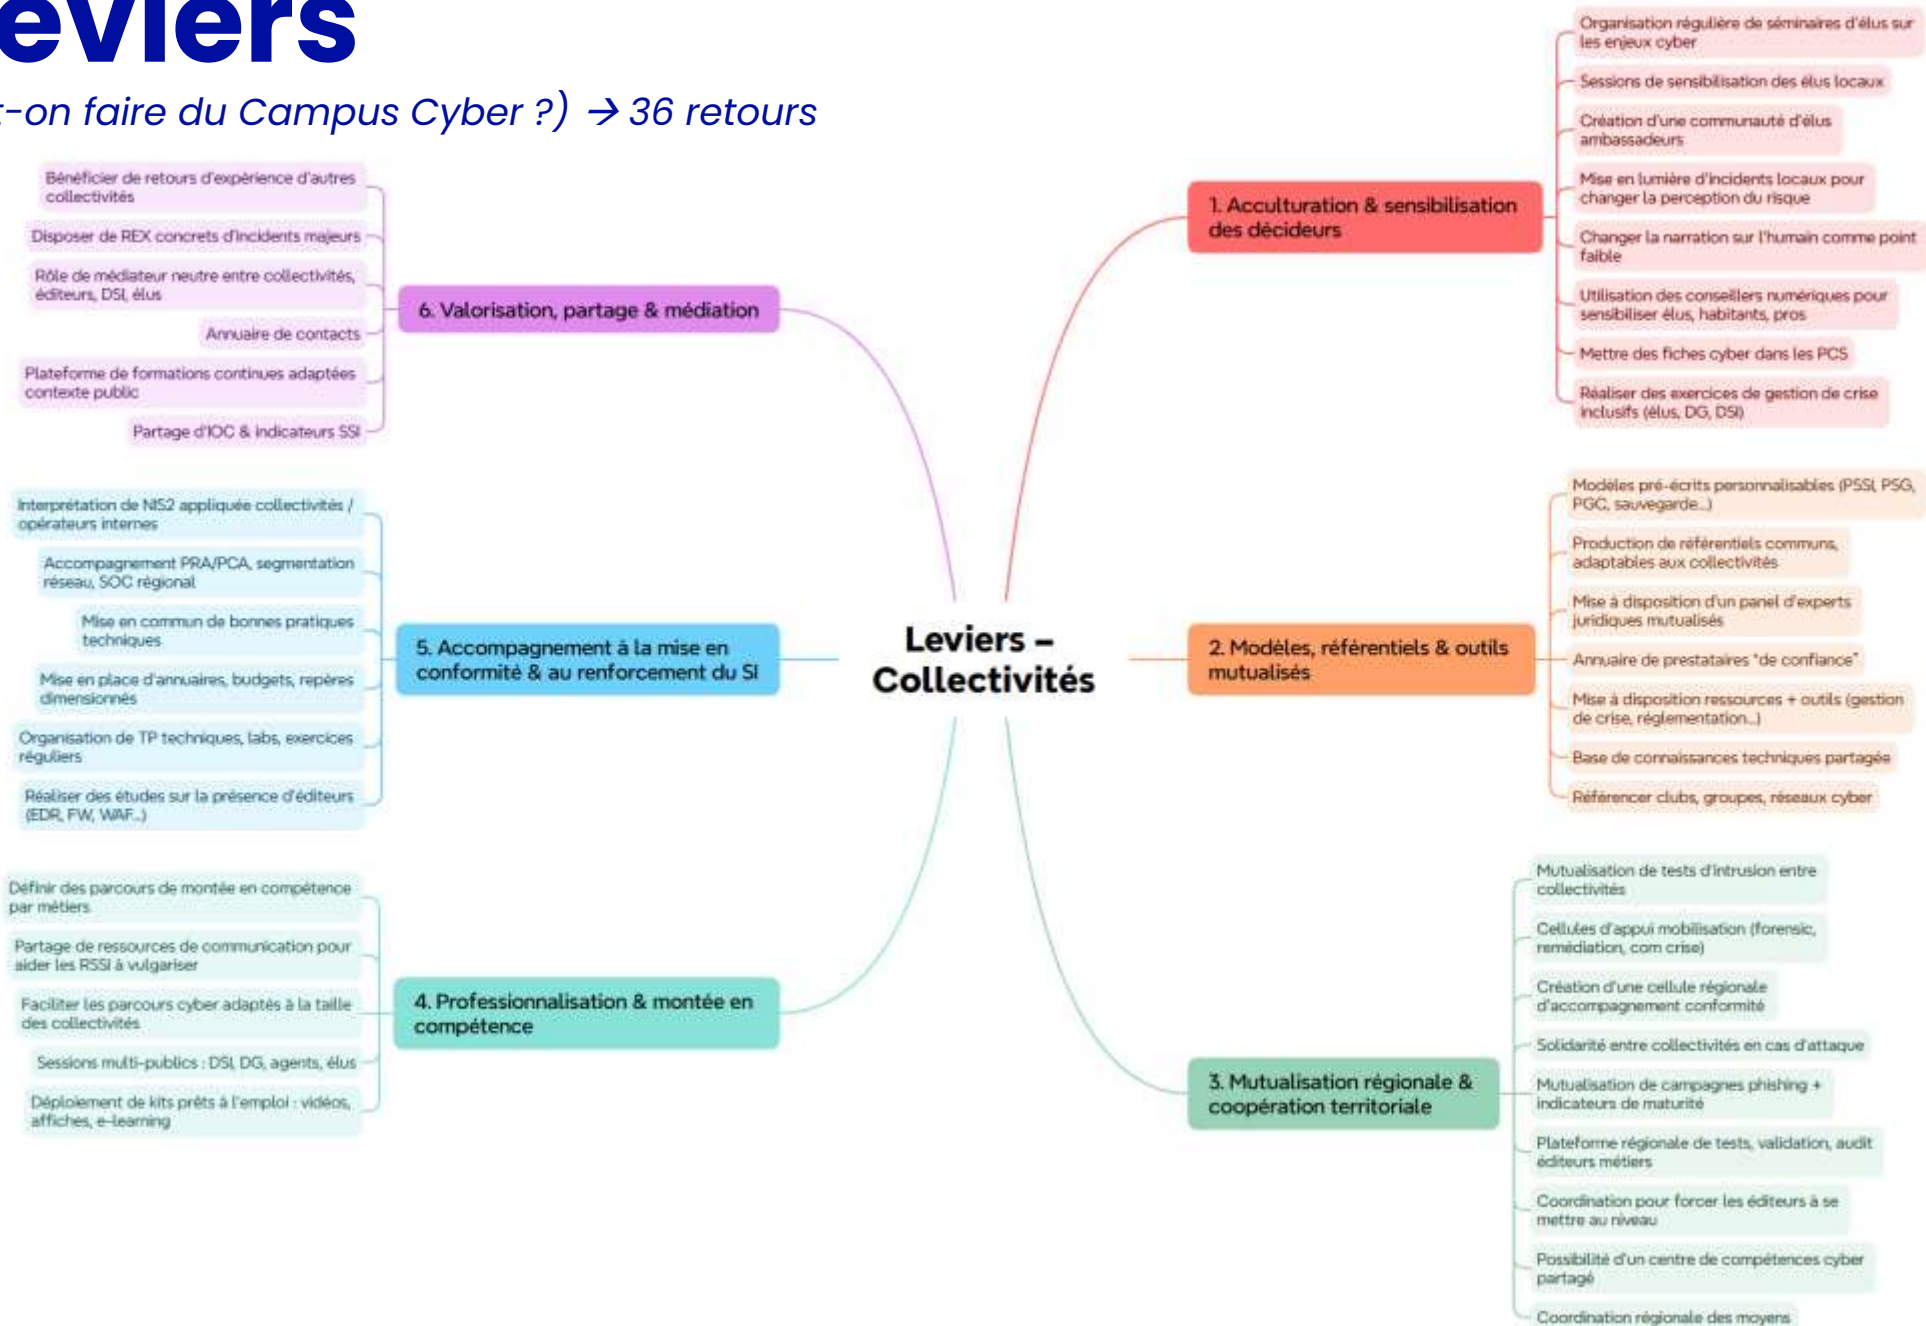 eviers
t-on faire du Campus Cyber ?) → 36 retours
Leviers –
Collectivités
1. Acculturation & sensibilisation
des décideurs
Organisation régulière de séminaires d'élus sur
les enjeux cyber
Sessions de sensibilisation des élus locaux
Création d'une communauté d'élus
ambassadeurs
Mise en lumière d'incidents locaux pour
changer la perception du risque
Changer la narration sur l'humain comme point
faible
Utilisation des conseillers numériques pour
sensibiliser élus, habitants, pros
Mettre des fiches cyber dans les PCS
Réaliser des exercices de gestion de crise
inclusifs (élus, DG, DSI)
2. Modèles, référentiels & outils
mutualisés
Modèles pré-écrits personnalisables (PSSI, PSG,
PGC, sauvegarde…)
Production de référentiels communs,
adaptables aux collectivités
Mise à disposition d'un panel d'experts
juridiques mutualisés
Annuaire de prestataires "de confiance"
Mise à disposition ressources + outils (gestion
de crise, réglementation…)
Base de connaissances techniques partagée
Référencer clubs, groupes, réseaux cyber
3. Mutualisation régionale &
coopération territoriale
Mutualisation de tests d'intrusion entre
collectivités
Cellules d'appui mobilisation (forensic,
remédiation, com crise)
Création d'une cellule régionale
d'accompagnement conformité
Solidarité entre collectivités en cas d'attaque
Mutualisation de campagnes phishing +
indicateurs de maturité
Plateforme régionale de tests, validation, audit
éditeurs métiers
Coordination pour forcer les éditeurs à se
mettre au niveau
Possibilité d'un centre de compétences cyber
partagé
Coordination régionale des moyens
4. Professionnalisation & montée en
compétence
Définir des parcours de montée en compétence
par métiers
Partage de ressources de communication pour
aider les RSSI à vulgariser
Faciliter les parcours cyber adaptés à la taille
des collectivités
Sessions multi-publics : DSI, DG, agents, élus
Déploiement de kits prêts à l'emploi : vidéos,
affiches, e-learning
5. Accompagnement à la mise en
conformité & au renforcement du SI
Interprétation de NIS2 appliquée collectivités /
opérateurs internes
Accompagnement PRA/PCA, segmentation
réseau, SOC régional
Mise en commun de bonnes pratiques
techniques
Mise en place d'annuaires, budgets, repères
dimensionnés
Organisation de TP techniques, labs, exercices
réguliers
Réaliser des études sur la présence d'éditeurs
(EDR, FW, WAF…)
6. Valorisation, partage & médiation
Bénéficier de retours d'expérience d'autres
collectivités
Disposer de REX concrets d'incidents majeurs
Rôle de médiateur neutre entre collectivités,
éditeurs, DSI, élus
Annuaire de contacts
Plateforme de formations continues adaptées
contexte public
Partage d'IOC & indicateurs SSI